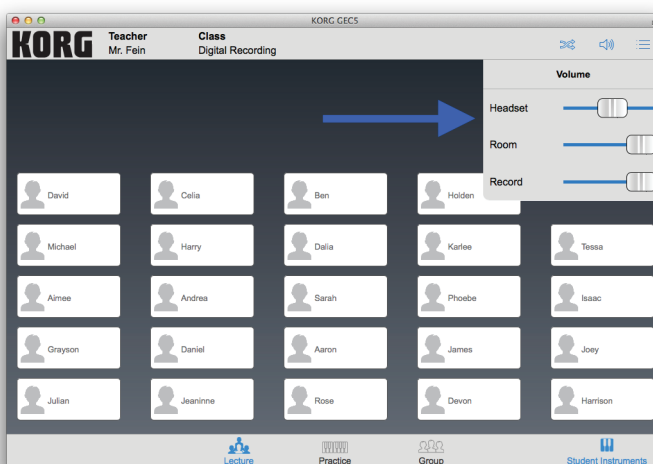 KORG GEC5
KORG
Teacher
Class
Mr. Fein
Digital Recording
Volume
Headset
Room
Record
David
Celia
Ben
Holden
Michael
Harry
Dalia
Karlee
Tessa
Aimee
Andrea
Sarah
Phoebe
Isaac
Grayson
Daniel
Aaron
James
Joey
Julian
Jeaninne
Rose
Devon
Harrison
Lecture
Practice
Group
Student Instruments